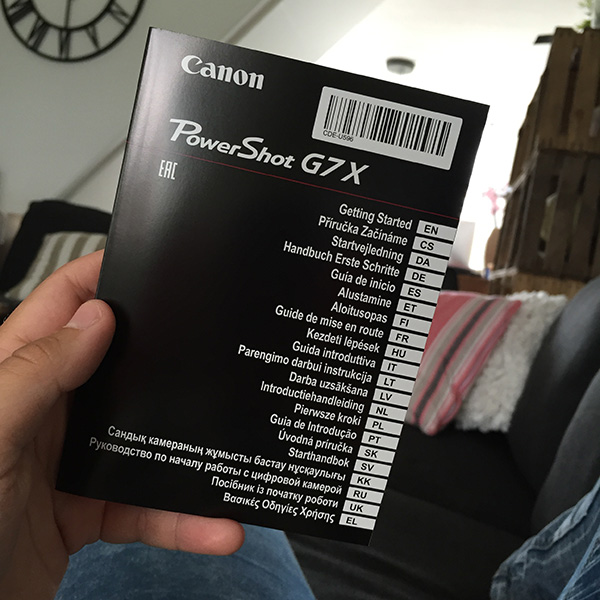 Canon
CDE-U596
PowerShot G7X
EAC
Getting Started EN
Příručka Začínáme CS
Startvejledning DA
Handbuch Erste Schritte DE
Guía de inicio ES
Alustamine ET
Aloitusopas FI
Guide de mise en route FR
Kezdeti lépések HU
Guida introduttiva IT
Parengimo darbui instrukcija LT
Darba uzsākšana LV
Introductiehandleiding NL
Pierwsze kroki PL
Guia de Introdução PT
Úvodná príručka SK
Starthandbok SV
Сандық камераның жұмысты бастау нұсқаулығы KK
Руководство по началу работы с цифровой камерой RU
Посібник із початку роботи UK
Βασικές Οδηγίες Χρήσης EL